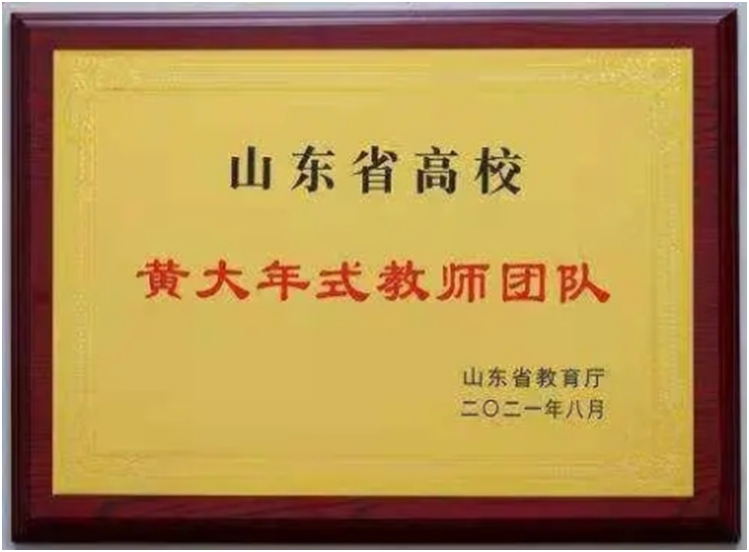 山东省高校
黄大年式教师团队
山东省教育厅
二〇二一年八月